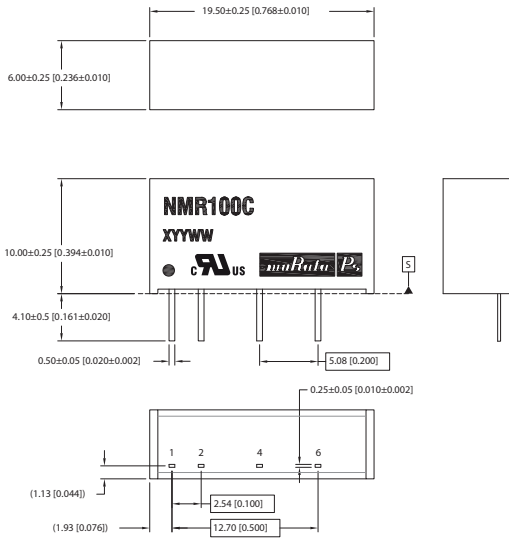 19.50±0.25 [0.768±0.010]
6.00±0.25 [0.236±0.010]
NMR100C
XYYWW
10.00±0.25 [0.394±0.010]
C RU US muRata Ps
S
4.10±0.5 [0.161±0.020]
0.50±0.05 [0.020±0.002]
5.08 [0.200]
0.25±0.05 [0.010±0.002]
1 2 4 6
(1.13 [0.044])
2.54 [0.100]
(1.93 [0.076])
12.70 [0.500]